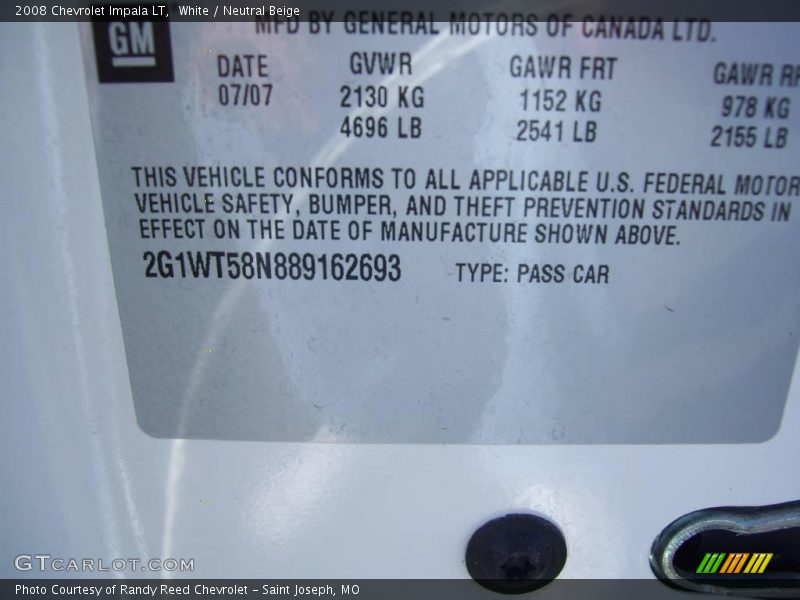 2008 Chevrolet Impala LT, White / Neutral Beige
MFD BY GENERAL MOTORS OF CANADA LTD.
GM
DATE GVWR GAWR FRT GAWR
07/07 2130 KG 1152 KG 978 KG
4696 LB 2541 LB 2155 LB
THIS VEHICLE CONFORMS TO ALL APPLICABLE U.S. FEDERAL MOTOR
VEHICLE SAFETY, BUMPER, AND THEFT PREVENTION STANDARDS IN
EFFECT ON THE DATE OF MANUFACTURE SHOWN ABOVE.
2G1WT58N889162693 TYPE: PASS CAR
GTCARLOT.COM
Photo Courtesy of Randy Reed Chevrolet - Saint Joseph, MO